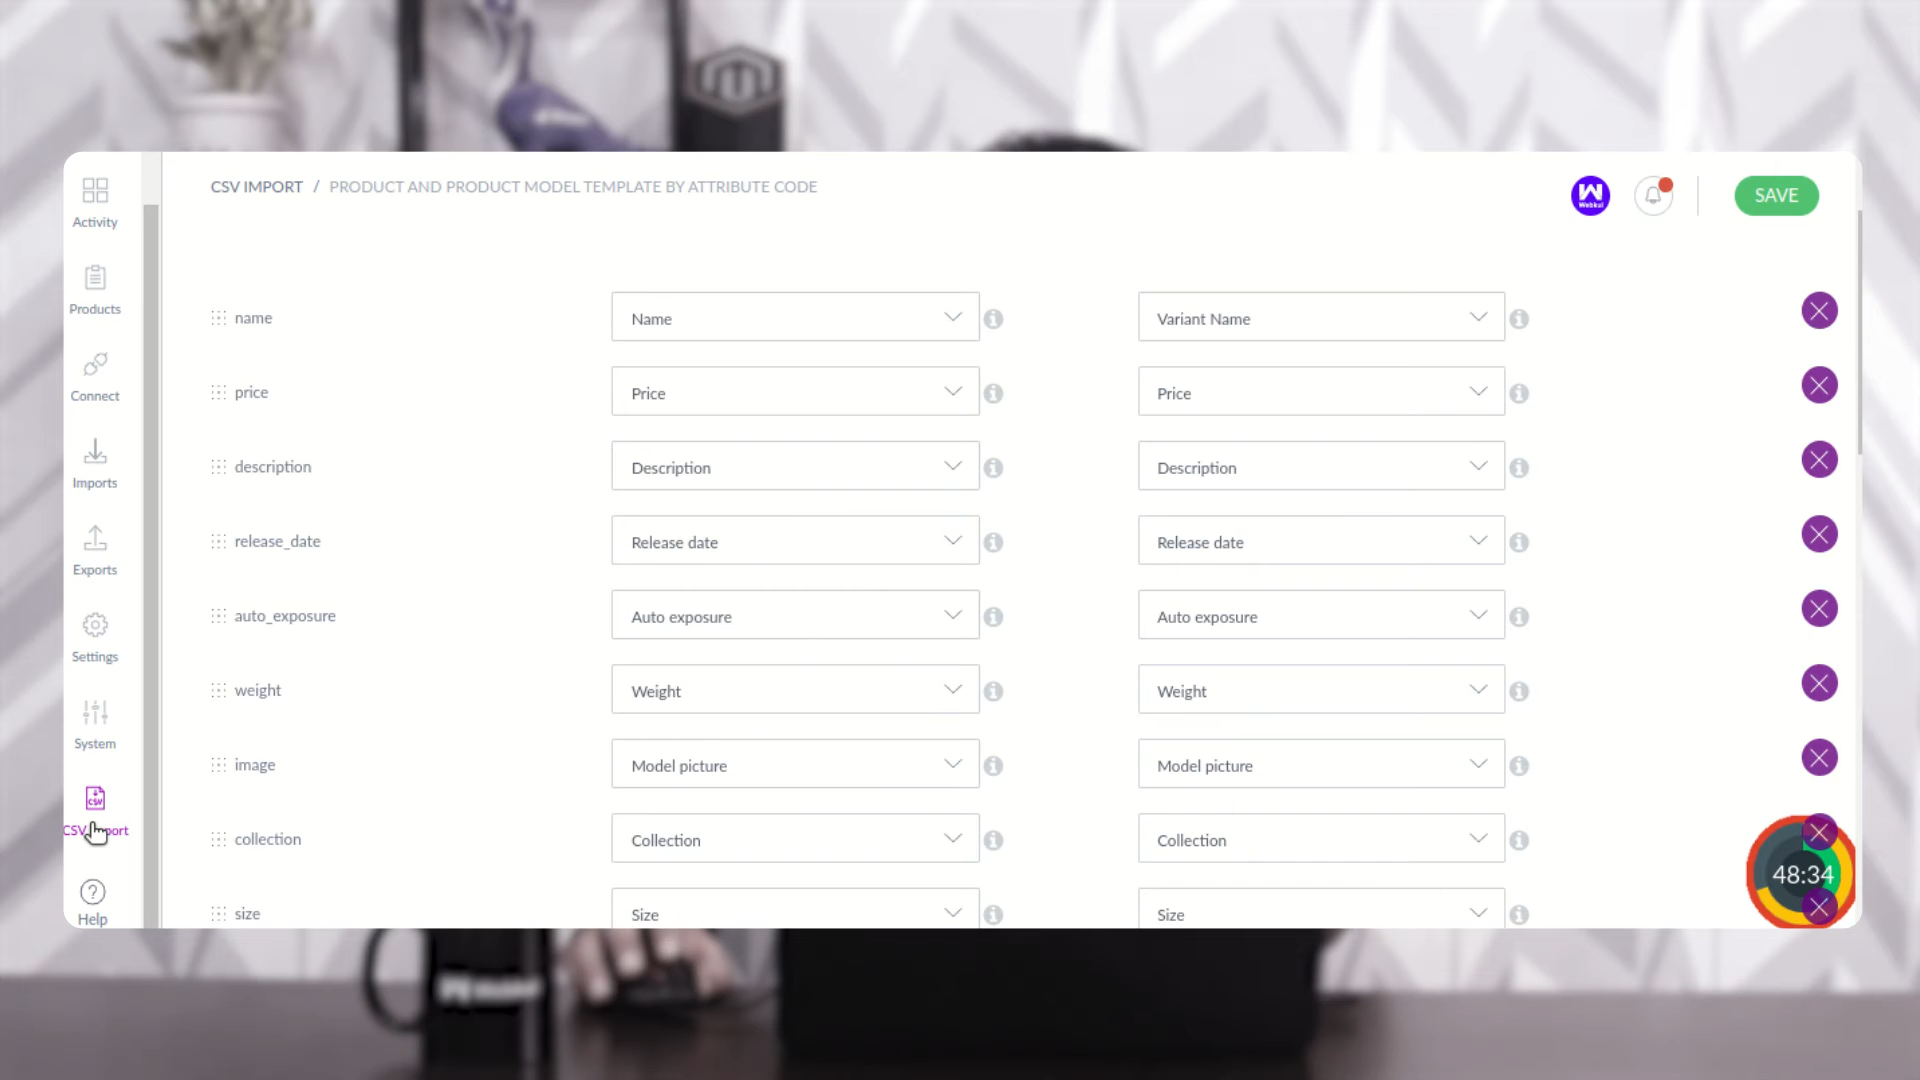 CSV IMPORT / PRODUCT AND PRODUCT MODEL TEMPLATE BY ATTRIBUTE CODE
Webkul
SAVE
Activity
Products
Connect
Imports
Exports
Settings
System
CSV
Help
name Name Variant Name
price Price Price
description Description Description
release_date Release date Release date
auto_exposure Auto exposure Auto exposure
weight Weight Weight
image Model picture Model picture
collection Collection Collection
size Size Size
48:34